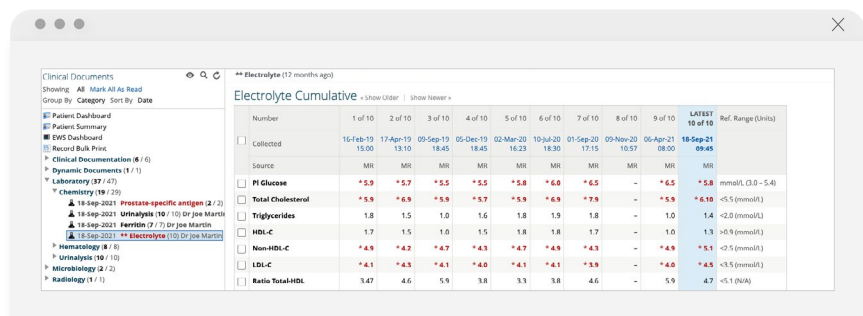 Clinical Documents
Showing All Mark All As Read
Group By Category Sort By Date
Patient Dashboard
Patient Summary
EWS Dashboard
Record Bulk Print
Clinical Documentation (6 / 6)
Dynamic Documents (1 / 1)
Laboratory (37 / 47)
Chemistry (19 / 29)
18-Sep-2021 Prostate-specific antigen (2 / 2)
18-Sep-2021 Urinalysis (10 / 10) Dr Joe Martin
18-Sep-2021 Ferritin (7 / 7) Dr Joe Martin
18-Sep-2021 ** Electrolyte (10) Dr Joe Martin
Hematology (8 / 8)
Urinalysis (10 / 10)
Microbiology (2 / 2)
Radiology (1 / 1)
** Electrolyte (12 months ago)
Electrolyte Cumulative « Show Older | Show Newer »
Number 1 of 10 2 of 10 3 of 10 4 of 10 5 of 10 6 of 10 7 of 10 8 of 10 9 of 10 LATEST 10 of 10 Ref. Range (Units)
Collected 16-Feb-19 15:00 17-Apr-19 13:10 09-Sep-19 18:45 05-Dec-19 18:45 02-Mar-20 16:23 10-Jul-20 18:30 01-Sep-20 17:15 09-Nov-20 10:57 06-Apr-21 08:00 18-Sep-21 09:45
Source MR MR MR MR MR MR MR MR MR MR
Pl Glucose * 5.9 * 5.7 * 5.5 * 5.5 * 5.8 * 6.0 * 6.5 – * 6.5 * 5.8 mmol/L (3.0 – 5.4)
Total Cholesterol * 5.9 * 6.9 * 5.9 * 5.7 * 5.9 * 6.9 * 7.9 – * 5.9 * 6.10 <5.5 (mmol/L)
Triglycerides 1.8 1.5 1.0 1.6 1.8 1.9 1.8 – 1.0 1.4 <2.0 (mmol/L)
HDL-C 1.7 1.5 1.0 1.5 1.8 1.8 1.7 – 1.0 1.3 >0.9 (mmol/L)
Non-HDL-C * 4.9 * 4.2 * 4.7 * 4.3 * 4.7 * 4.9 * 4.3 – * 4.9 * 5.1 <2.5 (mmol/L)
LDL-C * 4.1 * 4.3 * 4.1 * 4.0 * 4.1 * 4.1 * 3.9 – * 4.0 * 4.5 <3.5 (mmol/L)
Ratio Total-HDL 3.47 4.6 5.9 3.8 3.3 3.8 4.6 – 5.9 4.7 <5.1 (N/A)